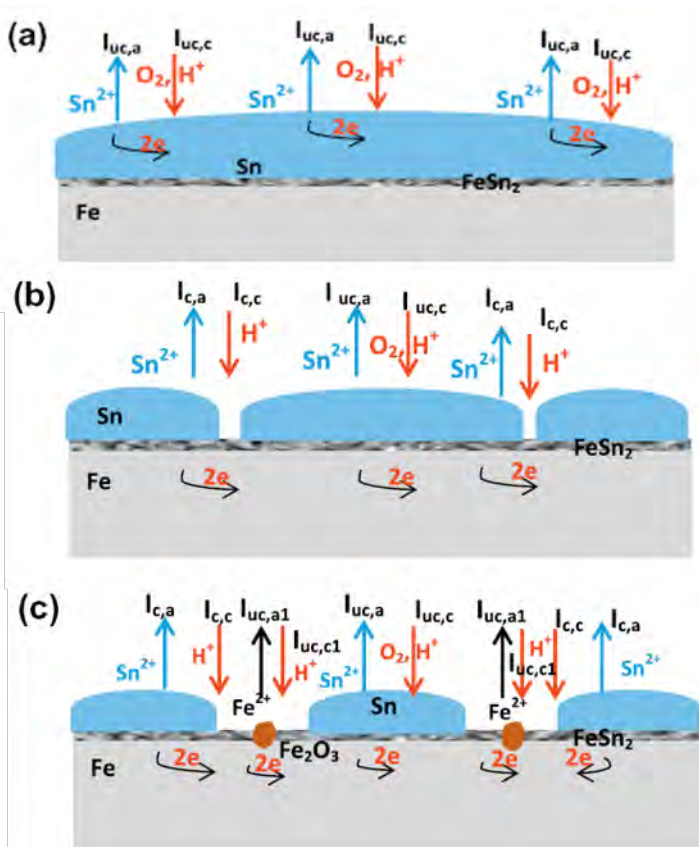 (a)
I_uc,a I_uc,c I_uc,a I_uc,c I_uc,a I_uc,c
Sn²⁺ O₂, H⁺ Sn²⁺ O₂, H⁺ Sn²⁺ O₂, H⁺
2e 2e 2e
Sn FeSn₂
Fe
(b)
I_c,a I_c,c I_uc,a I_uc,c I_c,a I_c,c
Sn²⁺ H⁺ Sn²⁺ O₂, H⁺ Sn²⁺ H⁺
Sn FeSn₂
Fe 2e 2e 2e
(c)
I_c,a I_c,c I_uc,a1 I_uc,c1 I_uc,a I_uc,c I_uc,a1 I_uc,c1 I_c,c I_c,a
Sn²⁺ H⁺ Fe²⁺ H⁺ Sn²⁺ O₂, H⁺ Fe²⁺ H⁺ Sn²⁺
Sn
Fe Fe₂O₃ FeSn₂
2e 2e 2e 2e 2e